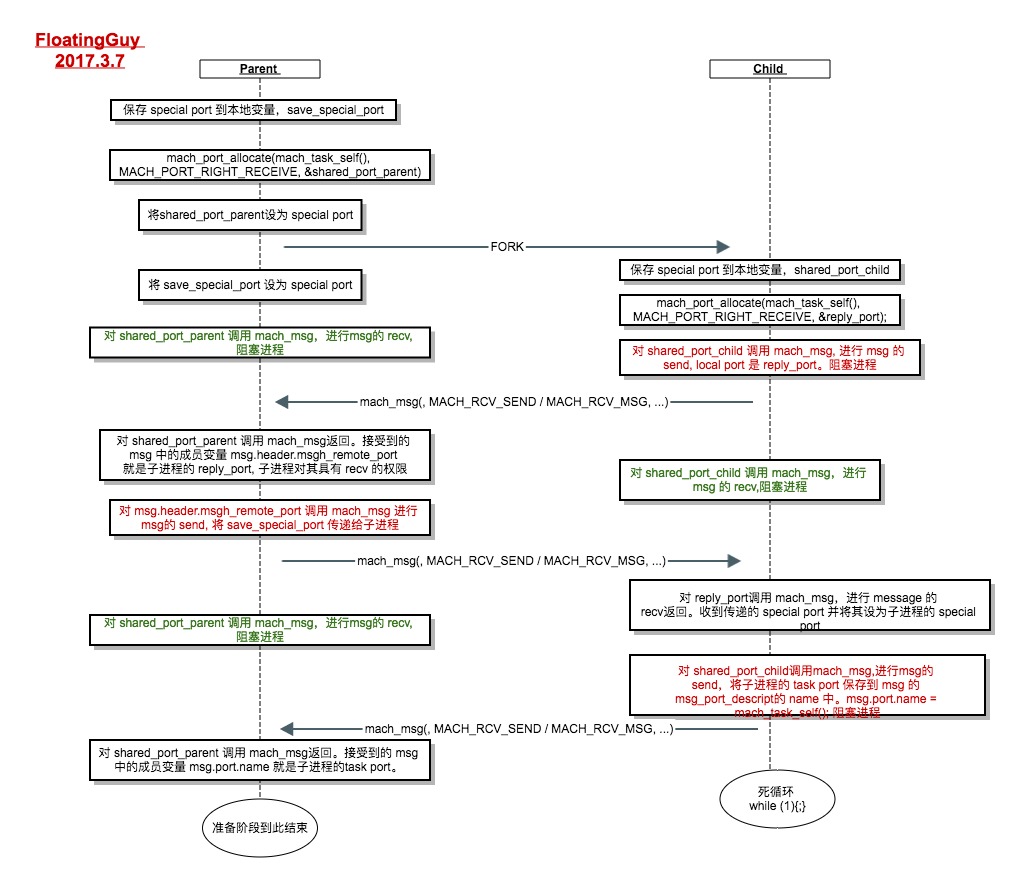 FloatingGuy
2017.3.7
Parent
Child
保存 special port 到本地变量，save_special_port
mach_port_allocate(mach_task_self(),
MACH_PORT_RIGHT_RECEIVE, &shared_port_parent)
将shared_port_parent设为 special port
FORK
保存 special port 到本地变量，shared_port_child
将 save_special_port 设为 special port
mach_port_allocate(mach_task_self(),
MACH_PORT_RIGHT_RECEIVE, &reply_port);
对 shared_port_parent 调用 mach_msg，进行msg的 recv,
阻塞进程
对 shared_port_child 调用 mach_msg, 进行 msg 的
send, local port 是 reply_port。阻塞进程
mach_msg(, MACH_RCV_SEND / MACH_RCV_MSG, ...)
对 shared_port_parent 调用 mach_msg返回。接受到的
msg 中的成员变量 msg.header.msgh_remote_port
就是子进程的 reply_port, 子进程对其具有 recv 的权限
对 shared_port_child 调用 mach_msg，进行
msg 的 recv,阻塞进程
对 msg.header.msgh_remote_port 调用 mach_msg 进行
msg的 send, 将 save_special_port 传递给子进程
mach_msg(, MACH_RCV_SEND / MACH_RCV_MSG, ...)
对 reply_port调用 mach_msg，进行 message 的
recv返回。收到传递的 special port 并将其设为子进程的 special
port
对 shared_port_parent 调用 mach_msg，进行msg的 recv,
阻塞进程
对 shared_port_child调用mach_msg,进行msg的
send，将子进程的 task port 保存到 msg 的
msg_port_descript的 name 中。msg.port.name =
mach_task_self(); 阻塞进程
mach_msg(, MACH_RCV_SEND / MACH_RCV_MSG, ...)
对 shared_port_parent 调用 mach_msg返回。接受到的 msg
中的成员变量 msg.port.name 就是子进程的task port。
死循环
while (1){;}
准备阶段到此结束